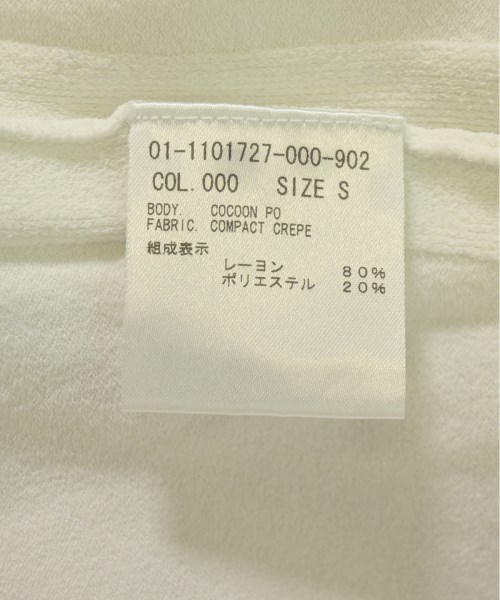 01-1101727-000-902
COL.000 SIZE S
BODY. COCOON PO
FABRIC. COMPACT CREPE
組成表示
レーヨン 80%
ポリエステル 20%